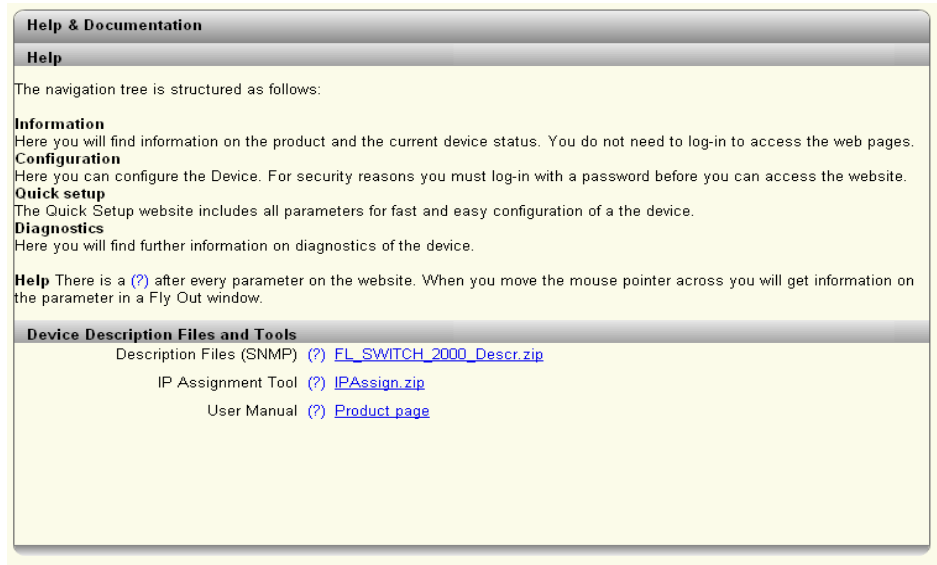 Help & Documentation
Help
The navigation tree is structured as follows:
Information
Here you will find information on the product and the current device status. You do not need to log-in to access the web pages.
Configuration
Here you can configure the Device. For security reasons you must log-in with a password before you can access the website.
Quick setup
The Quick Setup website includes all parameters for fast and easy configuration of a the device.
Diagnostics
Here you will find further information on diagnostics of the device.
Help There is a (?) after every parameter on the website. When you move the mouse pointer across you will get information on
the parameter in a Fly Out window.
Device Description Files and Tools
Description Files (SNMP) (?) FL_SWITCH_2000_Descr.zip
IP Assignment Tool (?) IPAssign.zip
User Manual (?) Product page